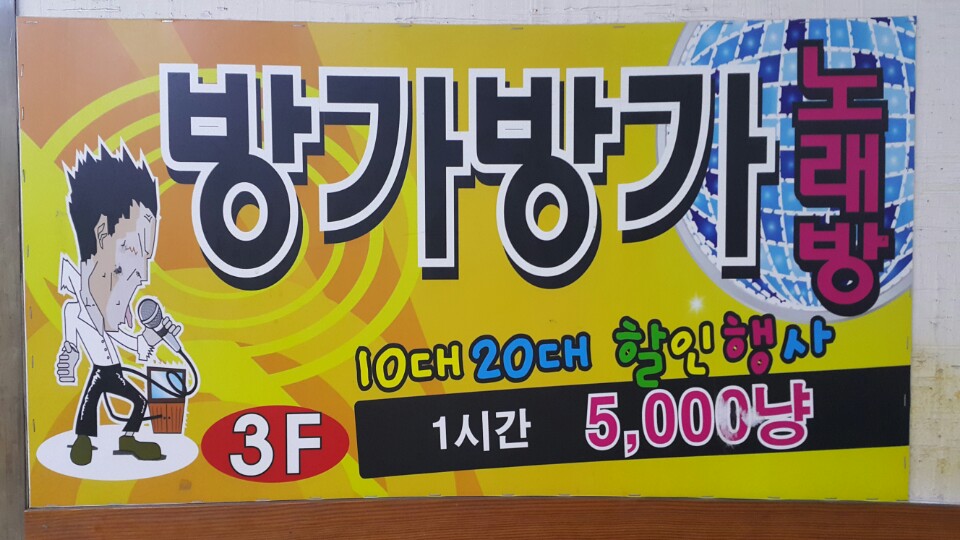 방가방가
노래방
10대 20대 할인행사
1시간 5,000냥
3F